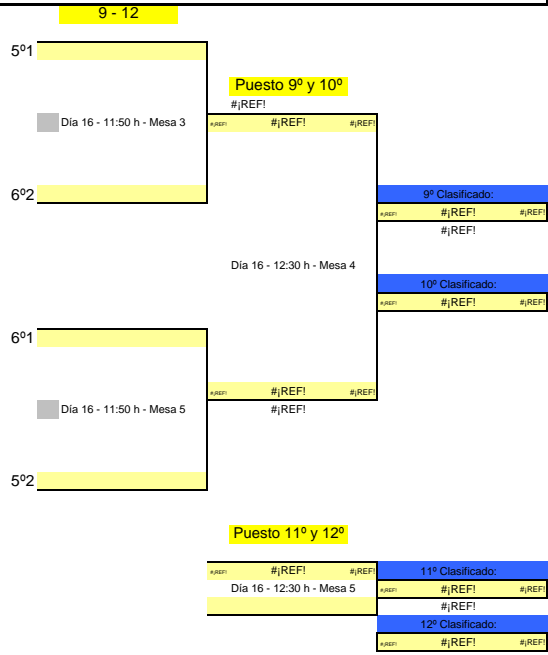 9 - 12
5º1
Puesto 9º y 10º
#¡REF!
Día 16 - 11:50 h - Mesa 3
#¡REF! #¡REF! #¡REF!
6º2
9º Clasificado:
#¡REF! #¡REF! #¡REF!
#¡REF!
Día 16 - 12:30 h - Mesa 4
10º Clasificado:
#¡REF! #¡REF! #¡REF!
6º1
#¡REF! #¡REF! #¡REF!
Día 16 - 11:50 h - Mesa 5
#¡REF!
5º2
Puesto 11º y 12º
#¡REF! #¡REF! #¡REF!
11º Clasificado:
Día 16 - 12:30 h - Mesa 5
#¡REF! #¡REF! #¡REF!
#¡REF!
12º Clasificado:
#¡REF! #¡REF! #¡REF!